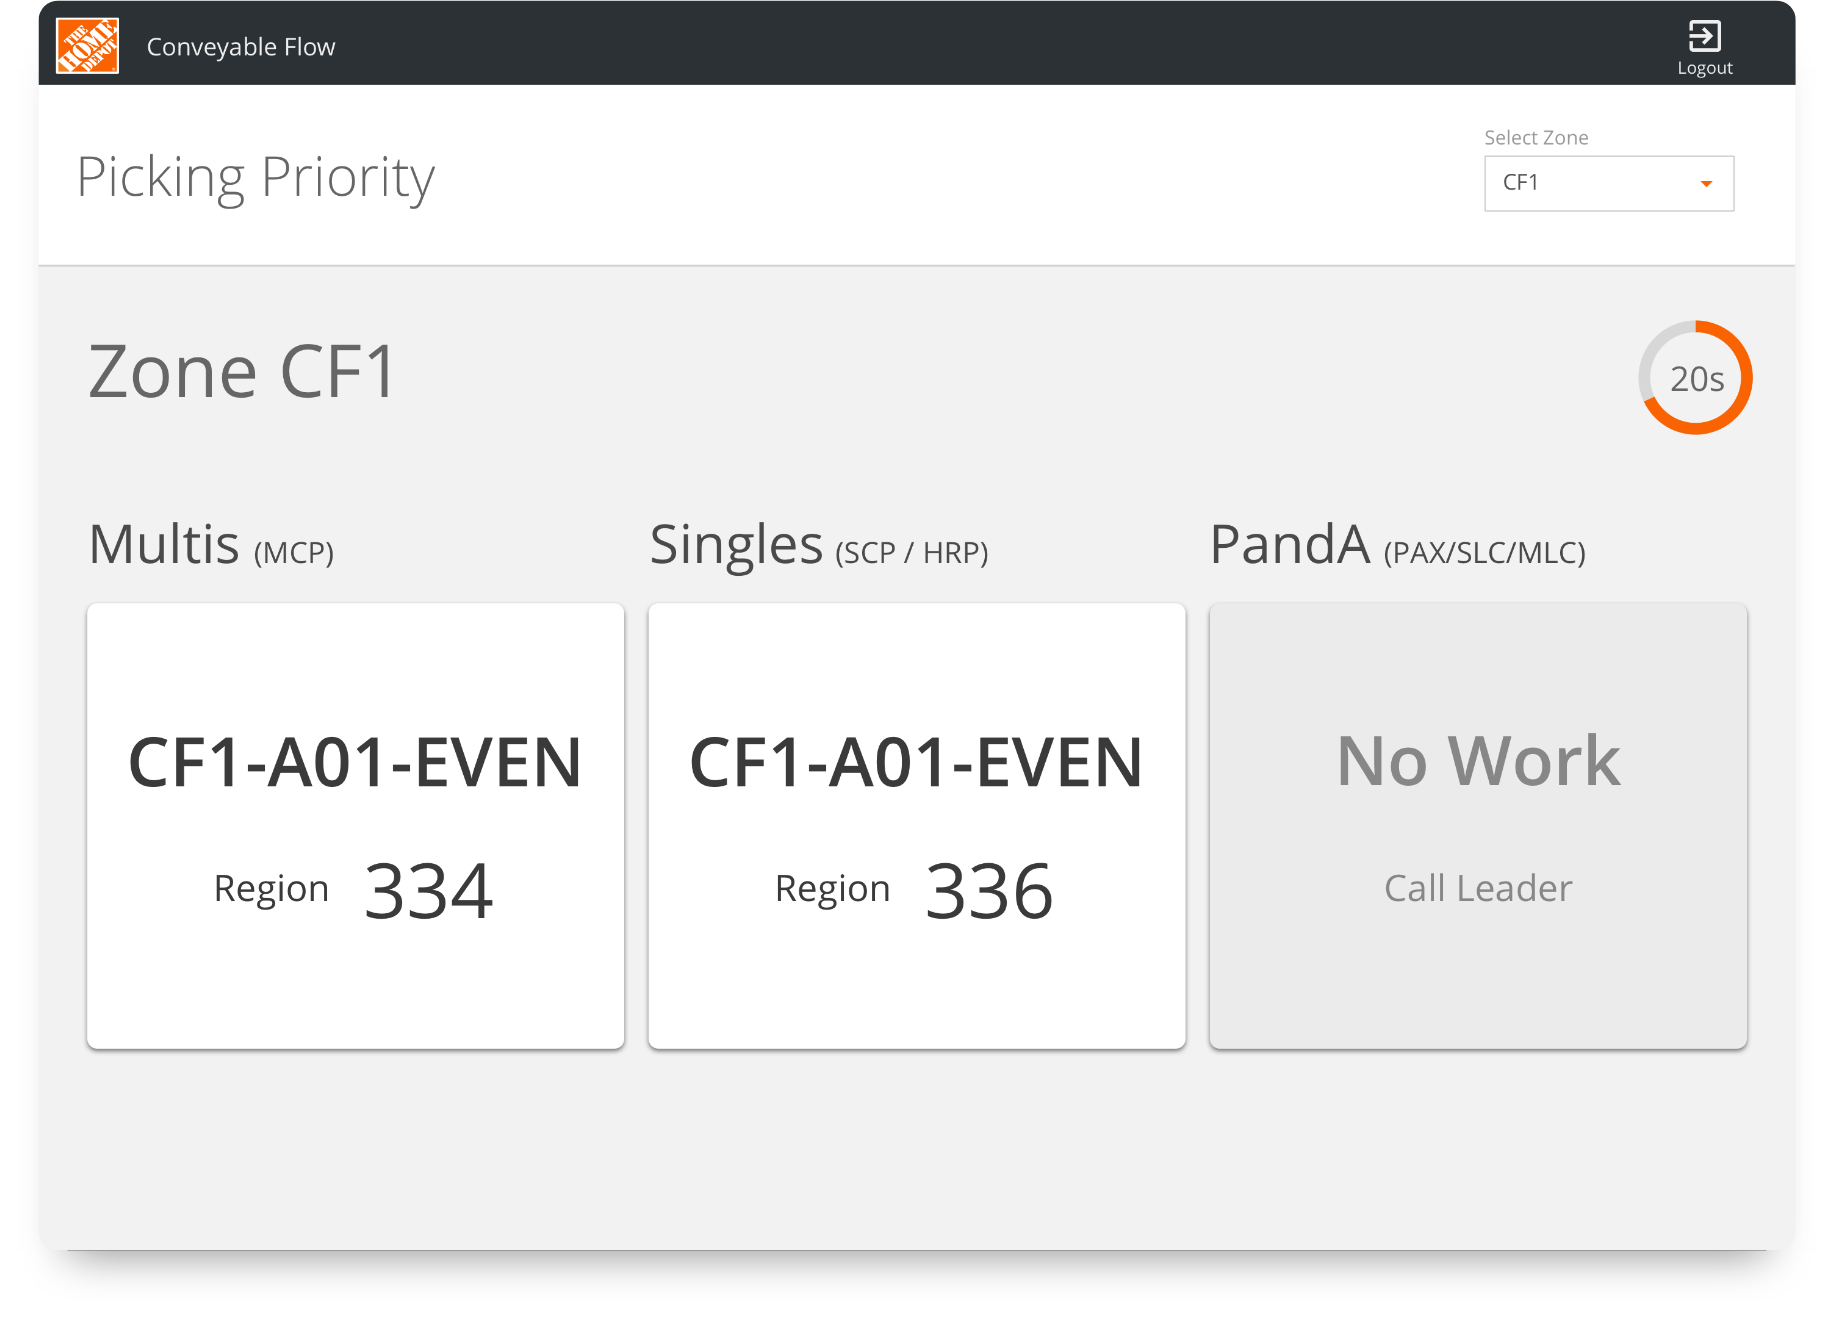 THE
HOME
DEPOT
Conveyable Flow
Logout
Picking Priority
Select Zone
CF1
Zone CF1
20s
Multis (MCP)
CF1-A01-EVEN
Region 334
Singles (SCP / HRP)
CF1-A01-EVEN
Region 336
PandA (PAX/SLC/MLC)
No Work
Call Leader